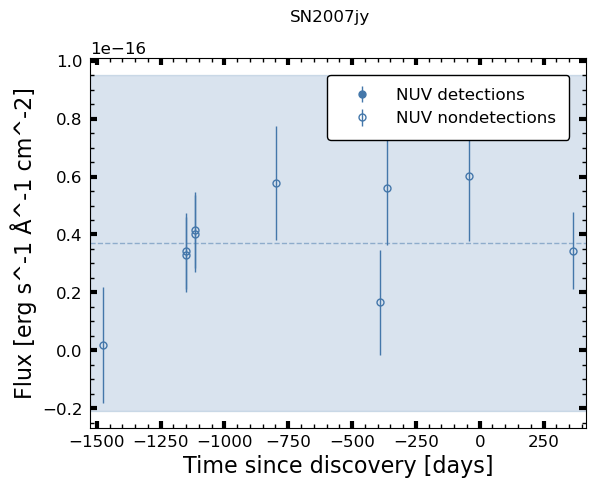 SN2007jy
1e−16
1.0
0.8
0.6
0.4
0.2
0.0
−0.2
Flux [erg s^-1 Å^-1 cm^-2]
NUV detections
NUV nondetections
−1500 −1250 −1000 −750 −500 −250 0 250
Time since discovery [days]